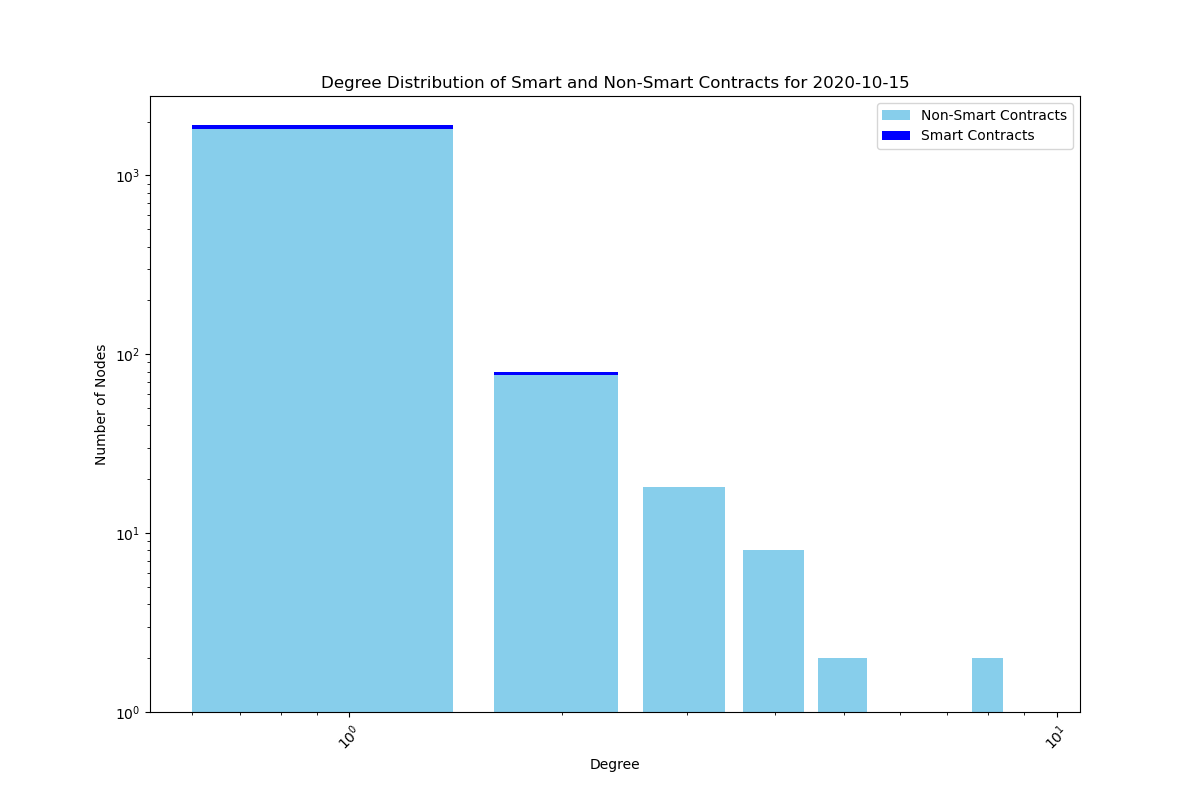 Degree Distribution of Smart and Non-Smart Contracts for 2020-10-15
Non-Smart Contracts
Smart Contracts
Number of Nodes
10³
10²
10¹
10⁰
10⁰
10¹
Degree